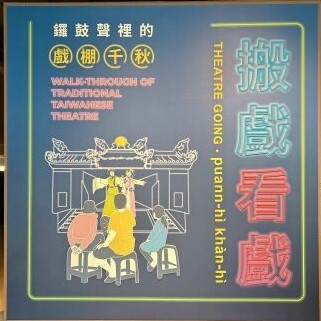 鑼鼓聲裡的
戲棚千秋
WALK-THROUGH OF
TRADITIONAL
TAIWANESE
THEATRE
搬戲看戲
THEATRE GOING · puann-hì khàn-hì